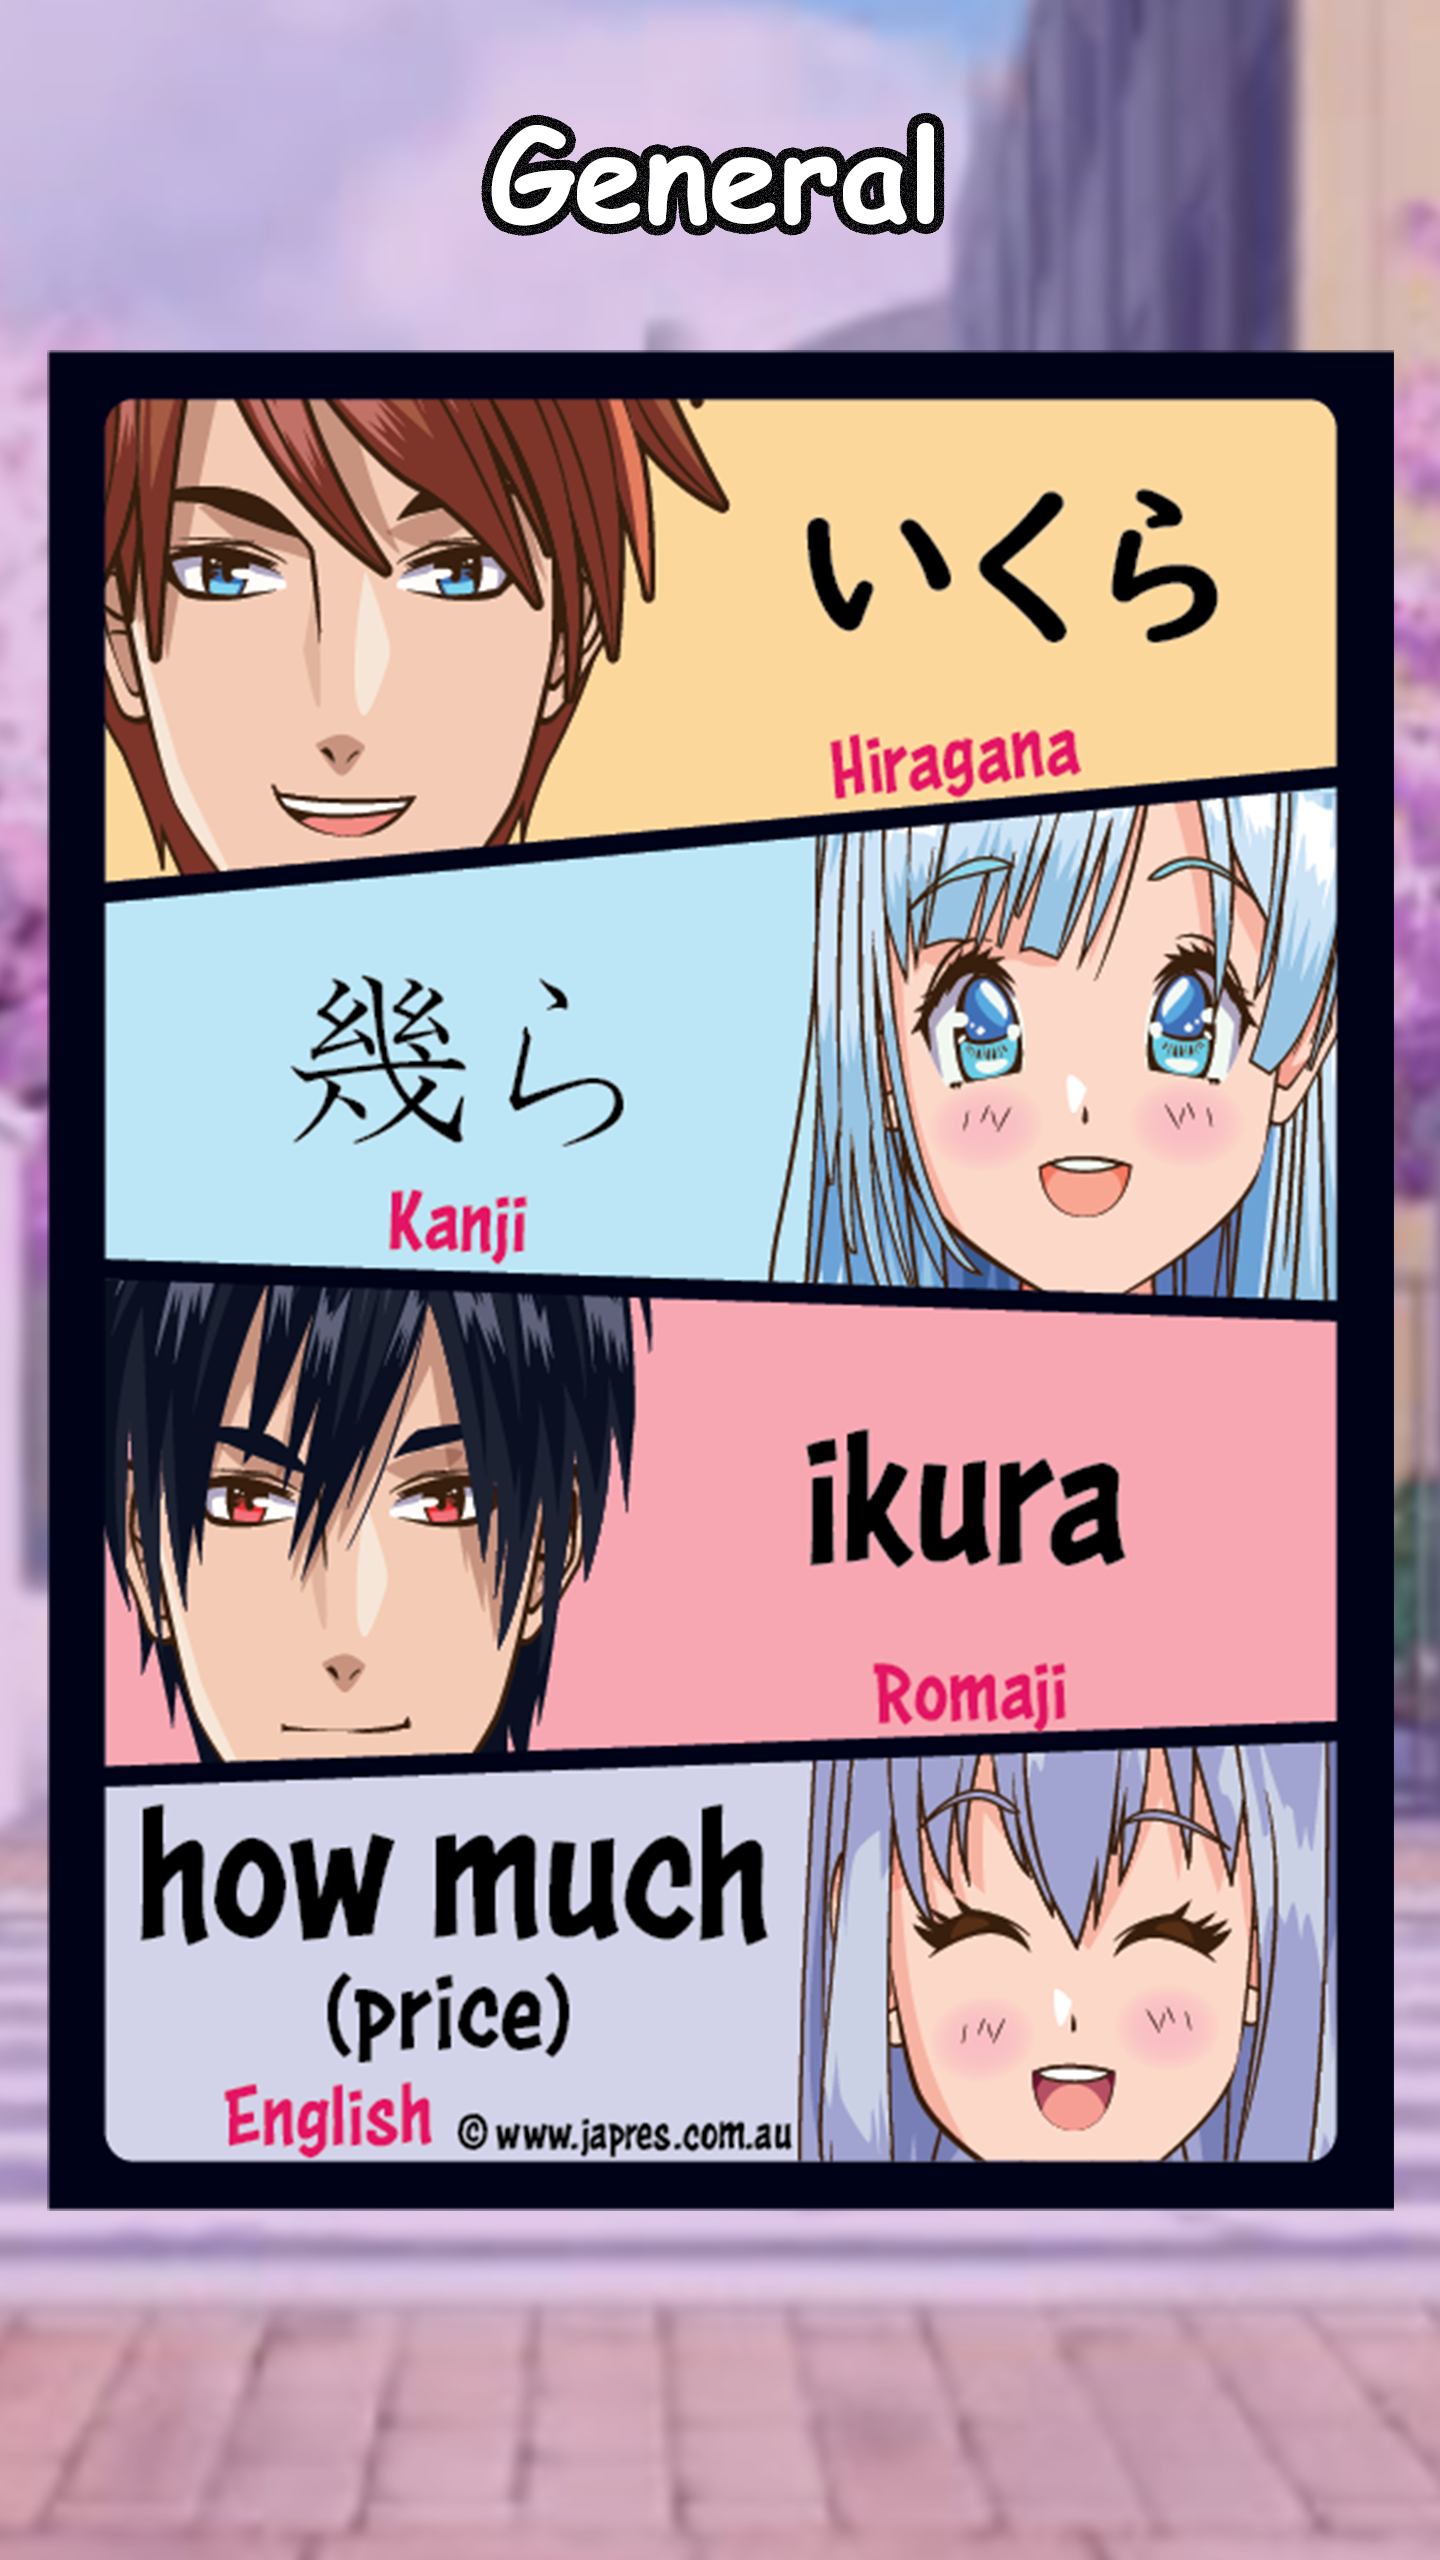 General
いくら
Hiragana
幾ら
Kanji
ikura
Romaji
how much
(price)
English
© www.japres.com.au